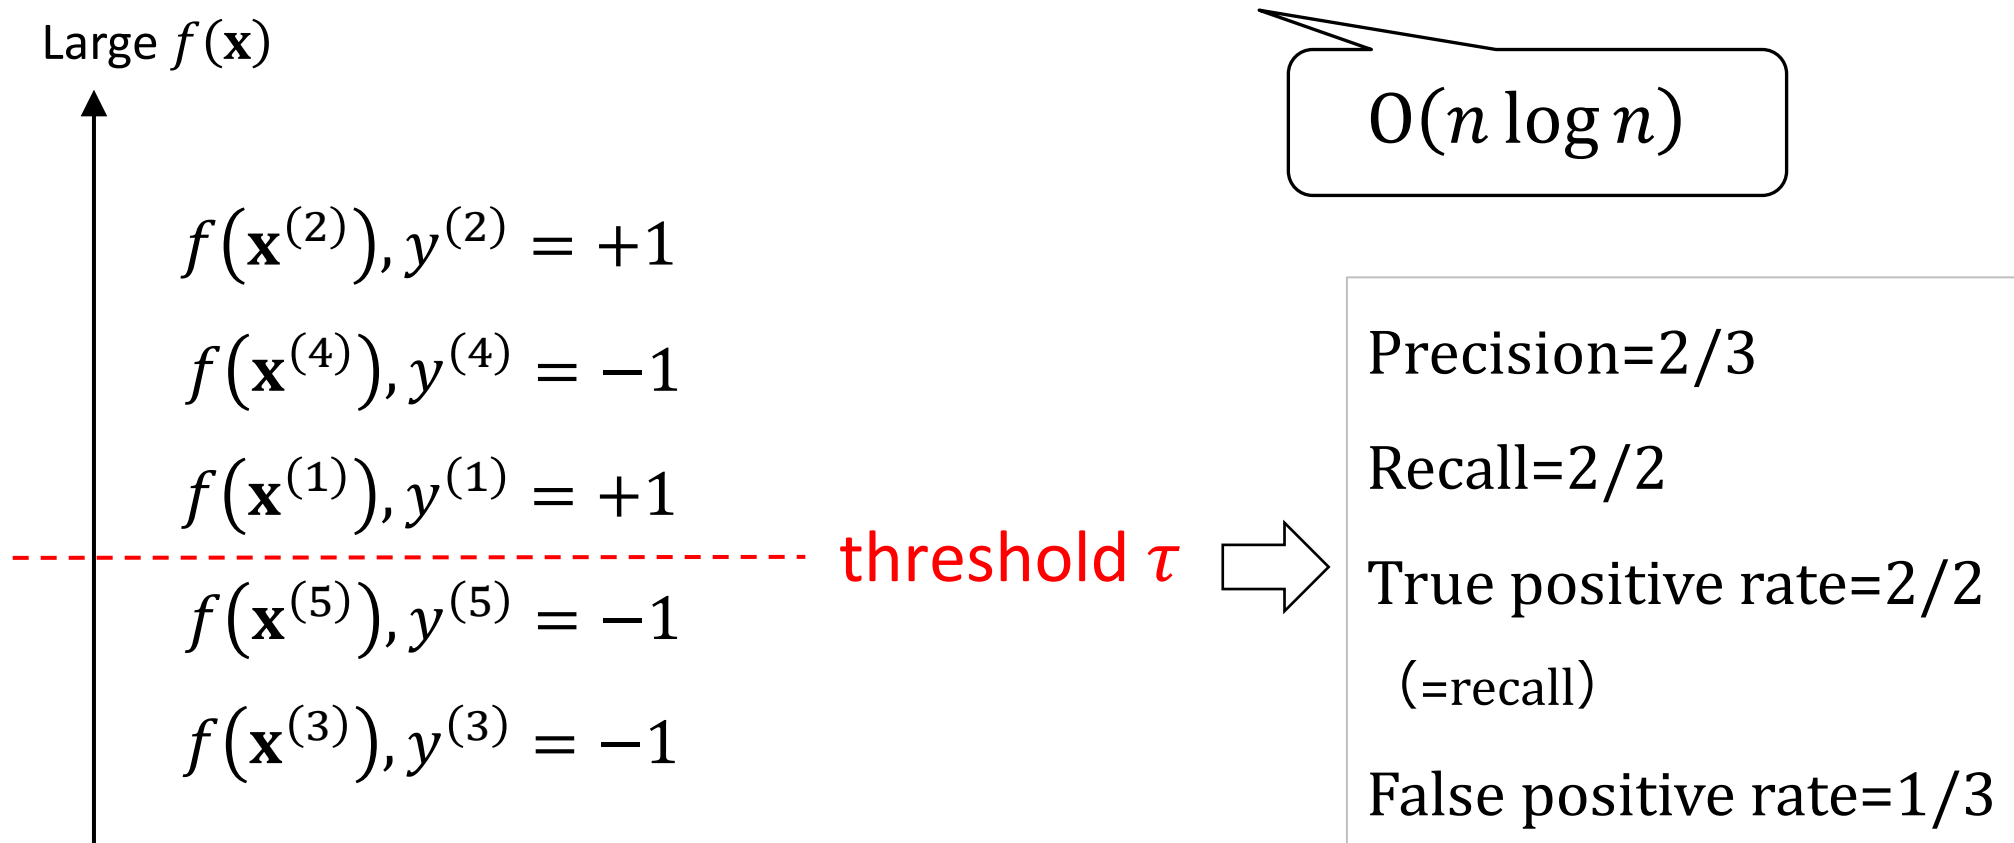 Large f(x)
O(n log n)
f(x⁽²⁾), y⁽²⁾ = +1
f(x⁽⁴⁾), y⁽⁴⁾ = −1
f(x⁽¹⁾), y⁽¹⁾ = +1
threshold τ
f(x⁽⁵⁾), y⁽⁵⁾ = −1
f(x⁽³⁾), y⁽³⁾ = −1
Precision=2/3
Recall=2/2
True positive rate=2/2
（=recall）
False positive rate=1/3